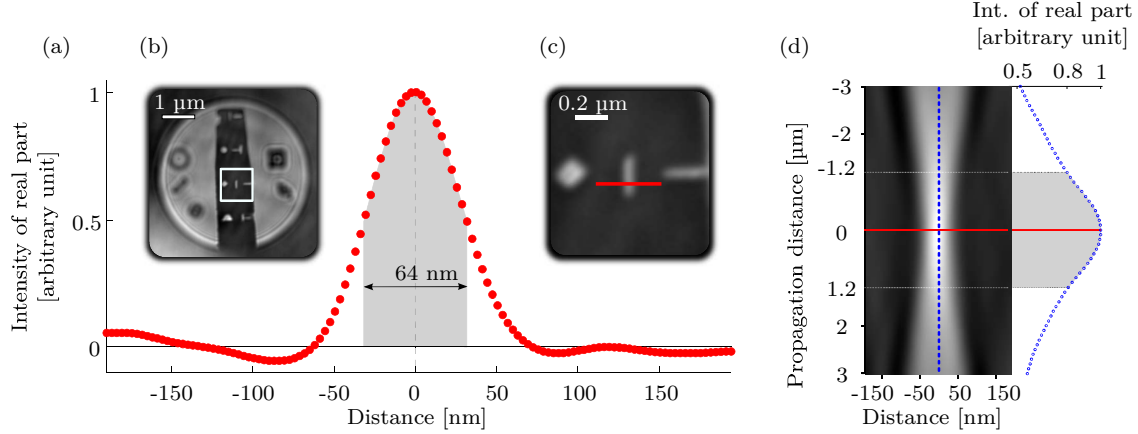 (a)
Intensity of real part
[arbitrary unit]
1
0.5
0
-150
-100
-50
0
50
100
150
Distance [nm]
64 nm
(b)
1 µm
(c)
0.2 µm
(d)
Int. of real part
[arbitrary unit]
0.5
0.8
1
Propagation distance [µm]
-3
-2
-1.2
0
1.2
2
3
-150
-50
50
150
Distance [nm]